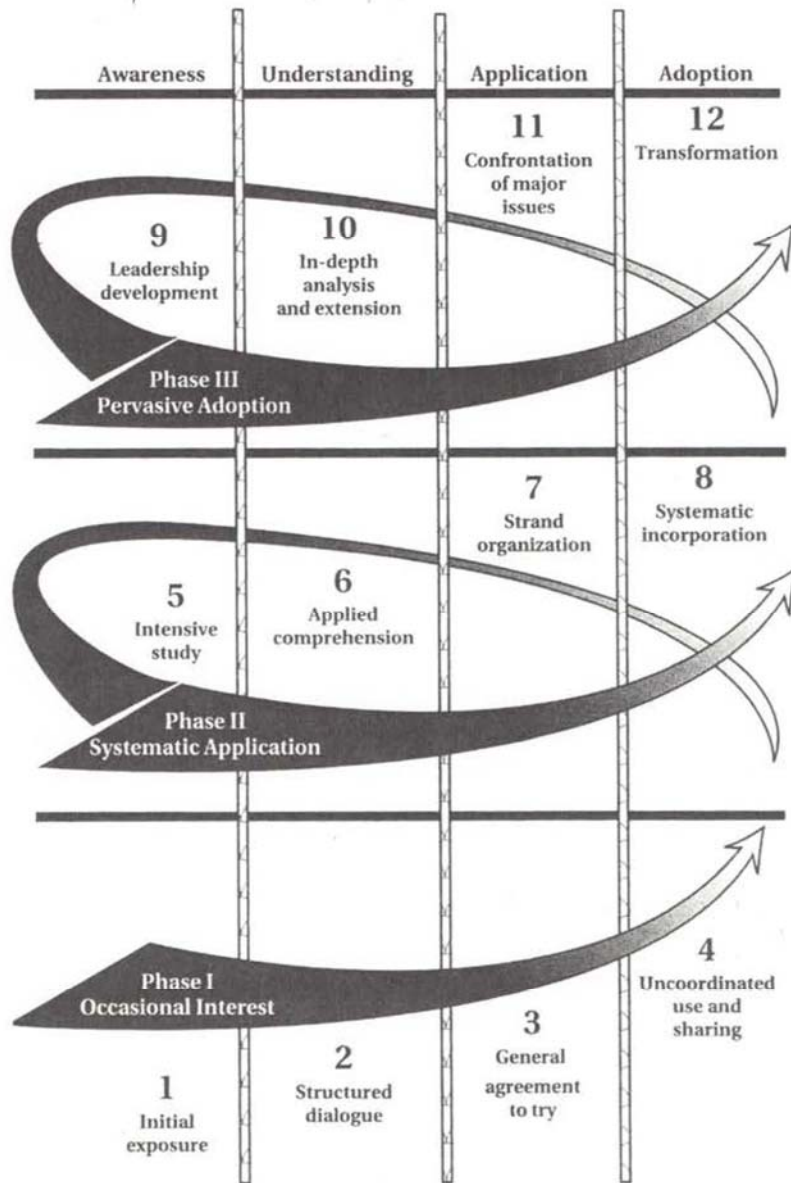 Awareness
Understanding
Application
Adoption
11
Confrontation
of major
issues
12
Transformation
9
Leadership
development
10
In-depth
analysis
and extension
Phase III
Pervasive Adoption
7
Strand
organization
8
Systematic
incorporation
5
Intensive
study
6
Applied
comprehension
Phase II
Systematic Application
Phase I
Occasional Interest
4
Uncoordinated
use and
sharing
3
General
agreement
to try
2
Structured
dialogue
1
Initial
exposure